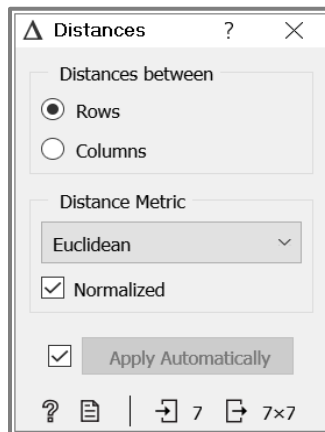 Distances ?
Distances between
Rows
Columns
Distance Metric
Euclidean
Normalized
Apply Automatically
? 7 7×7